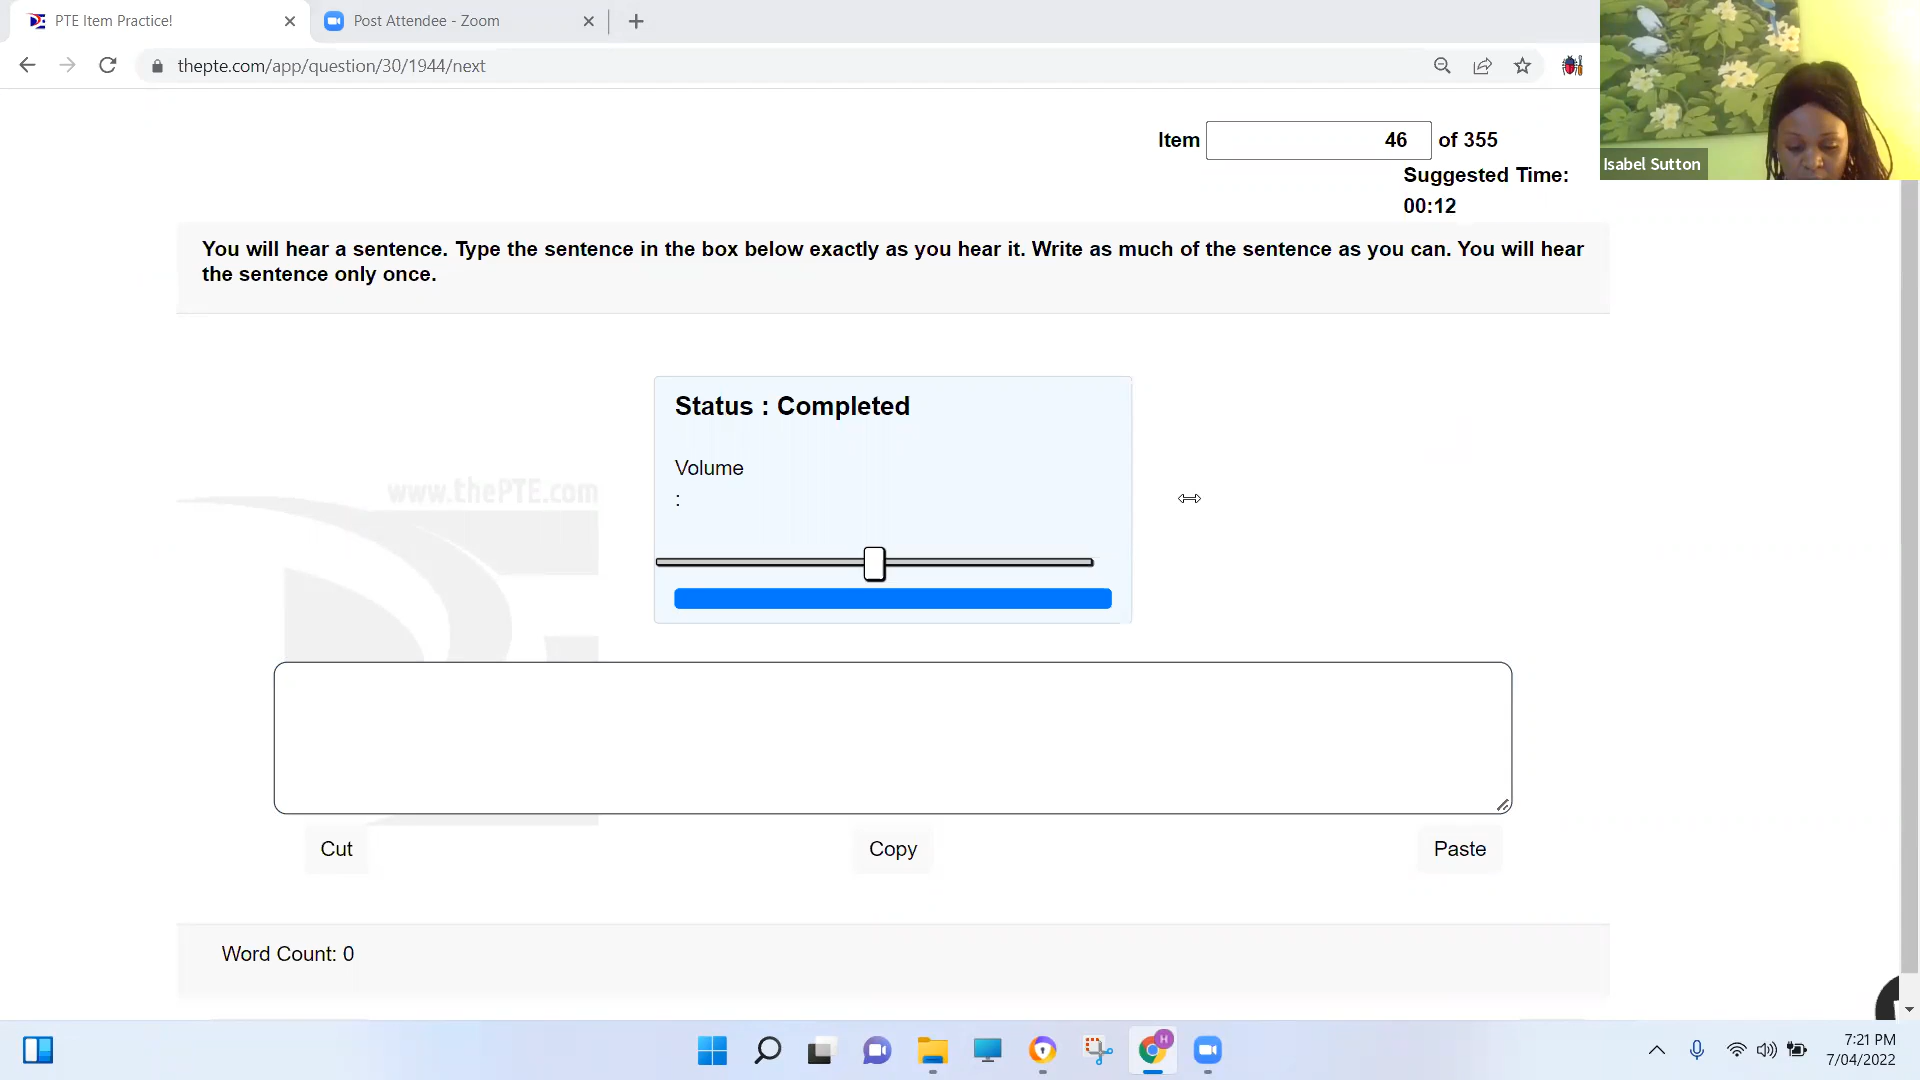 PTE Item Practice!
Post Attendee - Zoom
thepte.com/app/question/30/1944/next
Isabel Sutton
Item 46 of 355
Suggested Time:
00:12
You will hear a sentence. Type the sentence in the box below exactly as you hear it. Write as much of the sentence as you can. You will hear
the sentence only once.
Status : Completed
Volume
:
www.thePTE.com
Cut
Copy
Paste
Word Count: 0
H
7:21 PM
7/04/2022